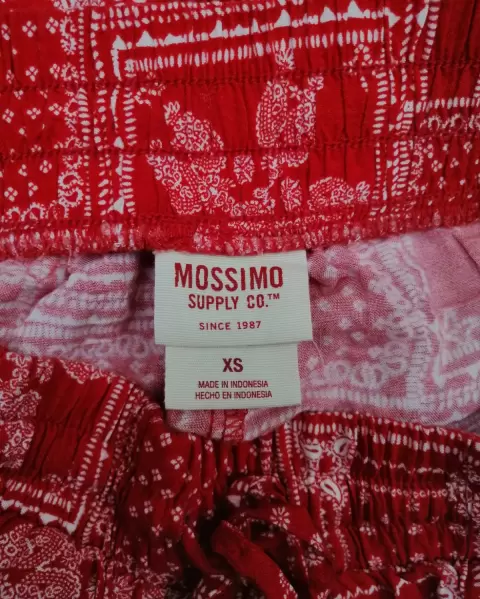 MOSSIMO
SUPPLY CO.™
SINCE 1987
XS
MADE IN INDONESIA
HECHO EN INDONESIA